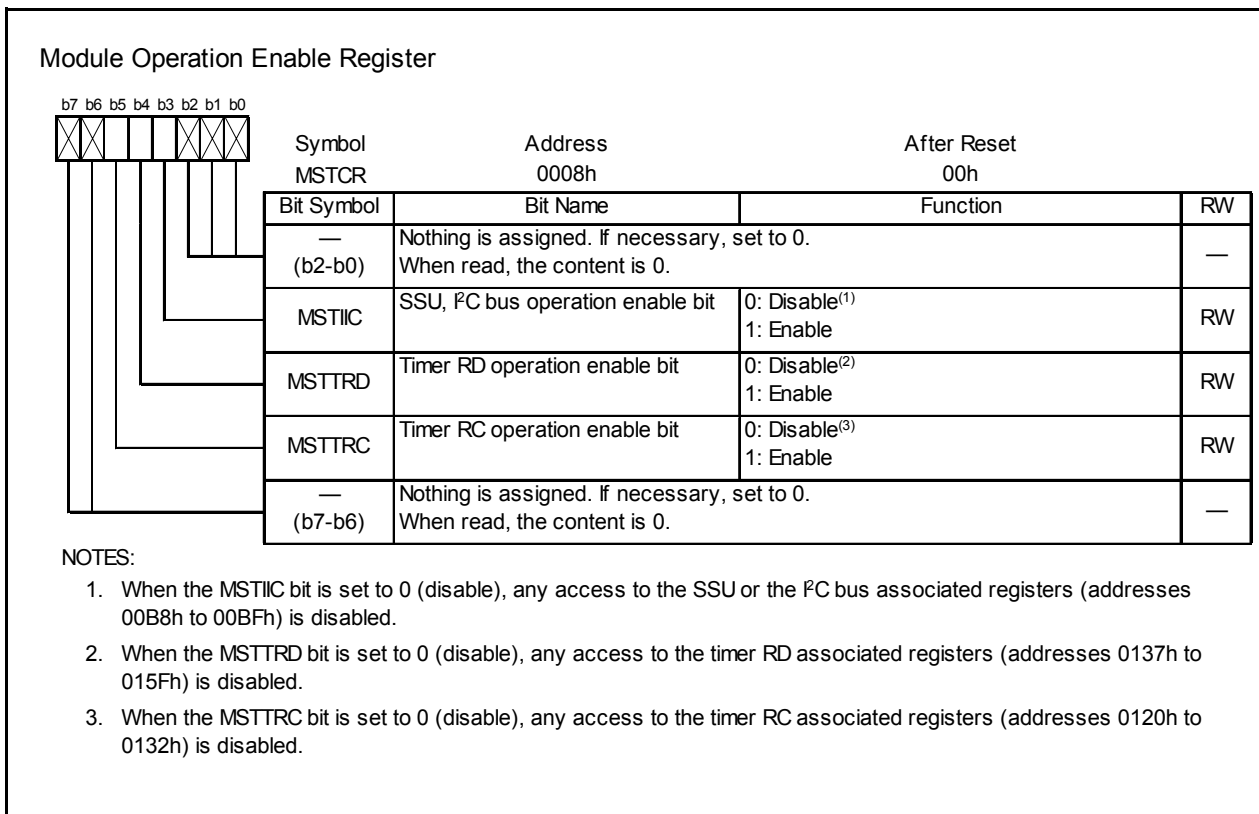 Module Operation Enable Register
b7 b6 b5 b4 b3 b2 b1 b0
Symbol Address After Reset
MSTCR 0008h 00h
Bit Symbol Bit Name Function RW
— Nothing is assigned. If necessary, set to 0.
(b2-b0) When read, the content is 0. —
MSTIIC SSU, I²C bus operation enable bit 0: Disable(1)
1: Enable RW
MSTTRD Timer RD operation enable bit 0: Disable(2)
1: Enable RW
MSTTRC Timer RC operation enable bit 0: Disable(3)
1: Enable RW
— Nothing is assigned. If necessary, set to 0.
(b7-b6) When read, the content is 0. —
NOTES:
1. When the MSTIIC bit is set to 0 (disable), any access to the SSU or the I²C bus associated registers (addresses
00B8h to 00BFh) is disabled.
2. When the MSTTRD bit is set to 0 (disable), any access to the timer RD associated registers (addresses 0137h to
015Fh) is disabled.
3. When the MSTTRC bit is set to 0 (disable), any access to the timer RC associated registers (addresses 0120h to
0132h) is disabled.